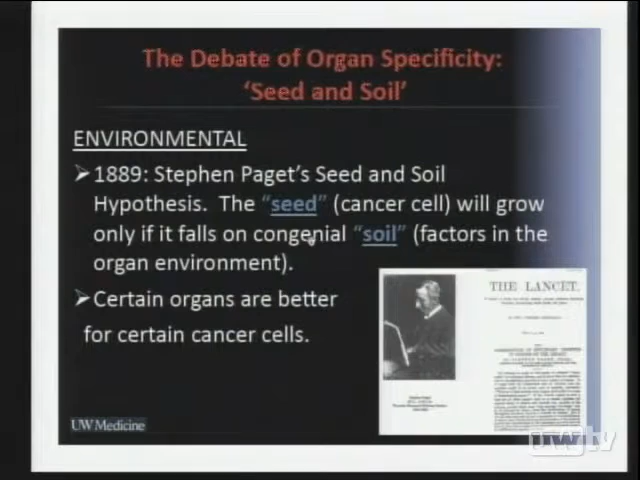 The Debate of Organ Specificity:
‘Seed and Soil’
ENVIRONMENTAL
➢1889: Stephen Paget’s Seed and Soil
Hypothesis. The “seed” (cancer cell) will grow
only if it falls on congenial “soil” (factors in the
organ environment).
➢Certain organs are better
for certain cancer cells.
THE LANCET.
UW Medicine
uwtv